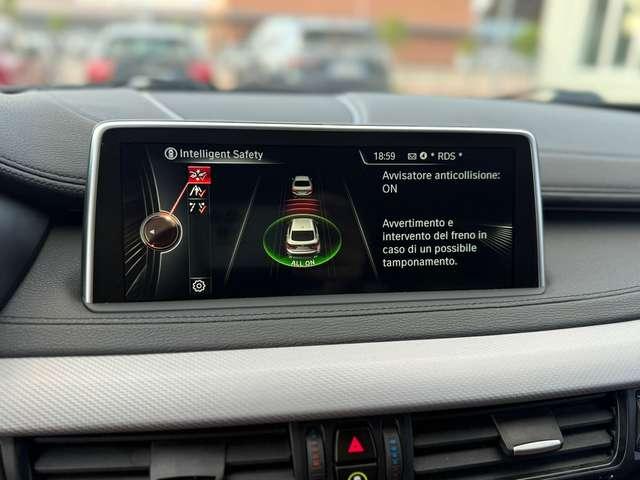 Intelligent Safety
18:59 * RDS *
Avvisatore anticollisione:
ON
Avvertimento e
intervento del freno in
caso di un possibile
tamponamento.
ALL ON